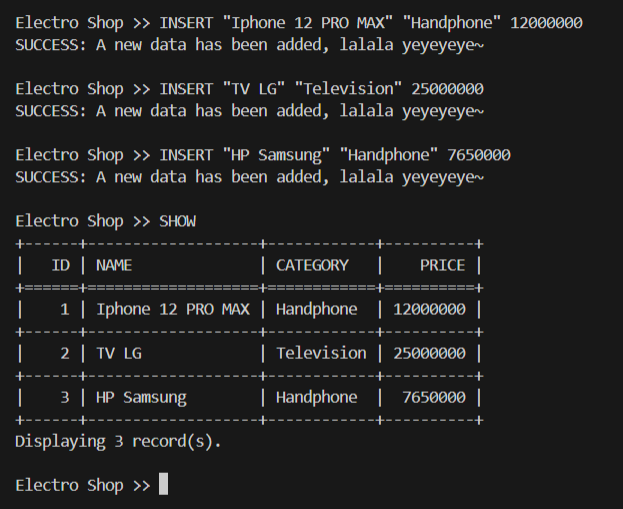 Electro Shop >> INSERT "Iphone 12 PRO MAX" "Handphone" 12000000
SUCCESS: A new data has been added, lalala yeyeyeye~
Electro Shop >> INSERT "TV LG" "Television" 25000000
SUCCESS: A new data has been added, lalala yeyeyeye~
Electro Shop >> INSERT "HP Samsung" "Handphone" 7650000
SUCCESS: A new data has been added, lalala yeyeyeye~
Electro Shop >> SHOW
+------+-------------------+------------+----------+
|   ID | NAME              | CATEGORY   |    PRICE |
+======+===================+============+==========+
|    1 | Iphone 12 PRO MAX | Handphone  | 12000000 |
+------+-------------------+------------+----------+
|    2 | TV LG             | Television | 25000000 |
+------+-------------------+------------+----------+
|    3 | HP Samsung        | Handphone  |  7650000 |
+------+-------------------+------------+----------+
Displaying 3 record(s).
Electro Shop >>